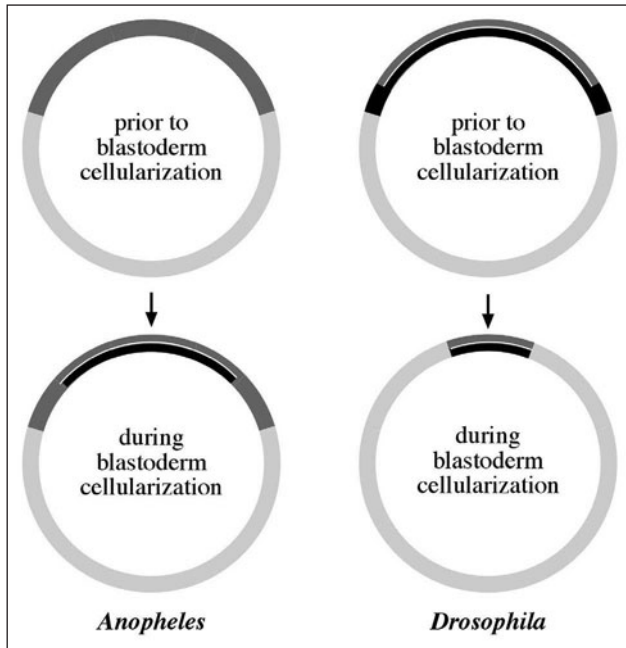 prior to
blastoderm
cellularization
prior to
blastoderm
cellularization
during
blastoderm
cellularization
during
blastoderm
cellularization
Anopheles
Drosophila